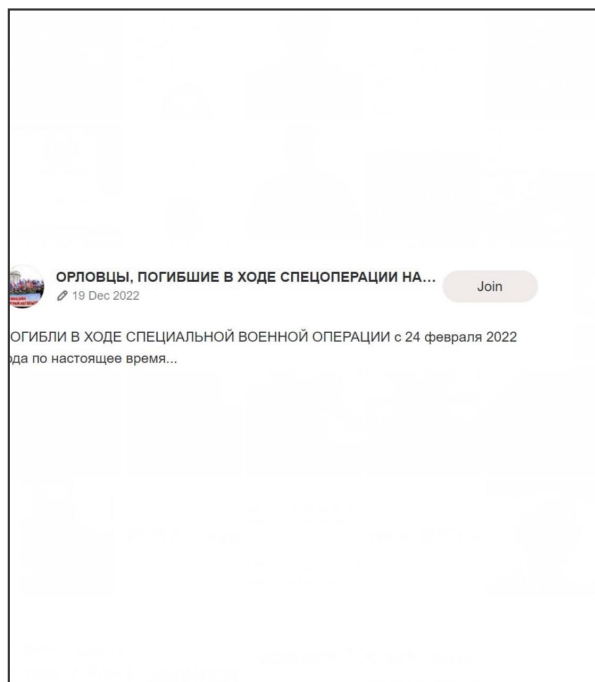 ОРЛОВЦЫ, ПОГИБШИЕ В ХОДЕ СПЕЦОПЕРАЦИИ НА...
19 Dec 2022
Join
ОГИБЛИ В ХОДЕ СПЕЦИАЛЬНОЙ ВОЕННОЙ ОПЕРАЦИИ с 24 февраля 2022
ода по настоящее время...